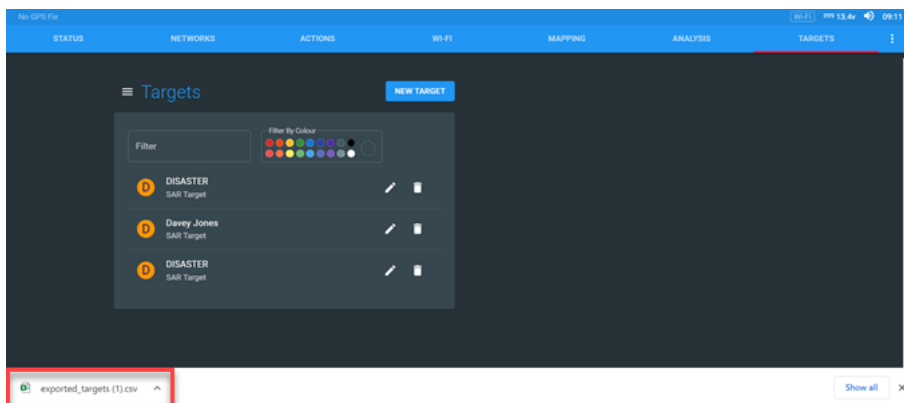 No GPS Fix
Wi-Fi 13.4v 09:11
STATUS NETWORKS ACTIONS WI-FI MAPPING ANALYSIS TARGETS
Targets
NEW TARGET
Filter
Filter By Colour
D
DISASTER
SAR Target
D
Davey Jones
SAR Target
D
DISASTER
SAR Target
exported_targets (1).csv
Show all